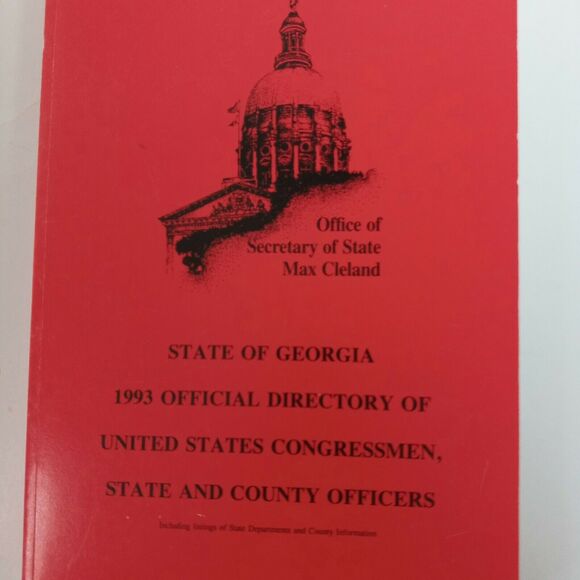 Office of
Secretary of State
Max Cleland
STATE OF GEORGIA
1993 OFFICIAL DIRECTORY OF
UNITED STATES CONGRESSMEN,
STATE AND COUNTY OFFICERS
Including listings of State Departments and County Information